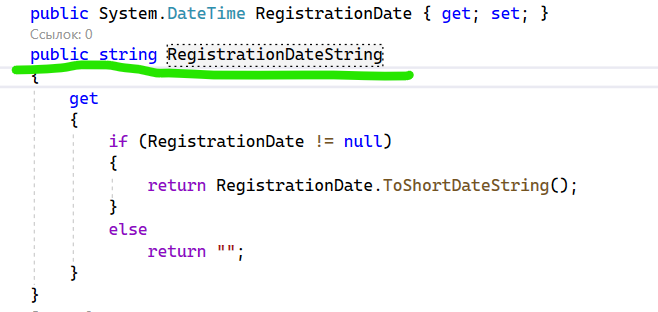 public System.DateTime RegistrationDate { get; set; }
Ссылок: 0
public string RegistrationDateString
{
get
{
if (RegistrationDate != null)
{
return RegistrationDate.ToShortDateString();
}
else
return "";
}
}